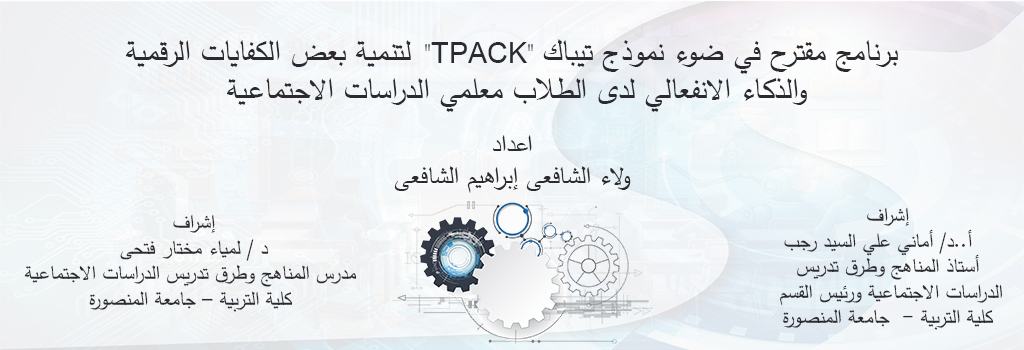 برنامج مقترح في ضوء نموذج تيباك "TPACK" لتنمية بعض الكفايات الرقمية
والذكاء الانفعالي لدى الطلاب معلمي الدراسات الاجتماعية
اعداد
ولاء الشافعى إبراهيم الشافعى
إشراف
أ..د/ أماني علي السيد رجب
أستاذ المناهج وطرق تدريس
الدراسات الاجتماعية ورئيس القسم
كلية التربية – جامعة المنصورة
إشراف
د / لمياء مختار فتحى
مدرس المناهج وطرق تدريس الدراسات الاجتماعية
كلية التربية – جامعة المنصورة